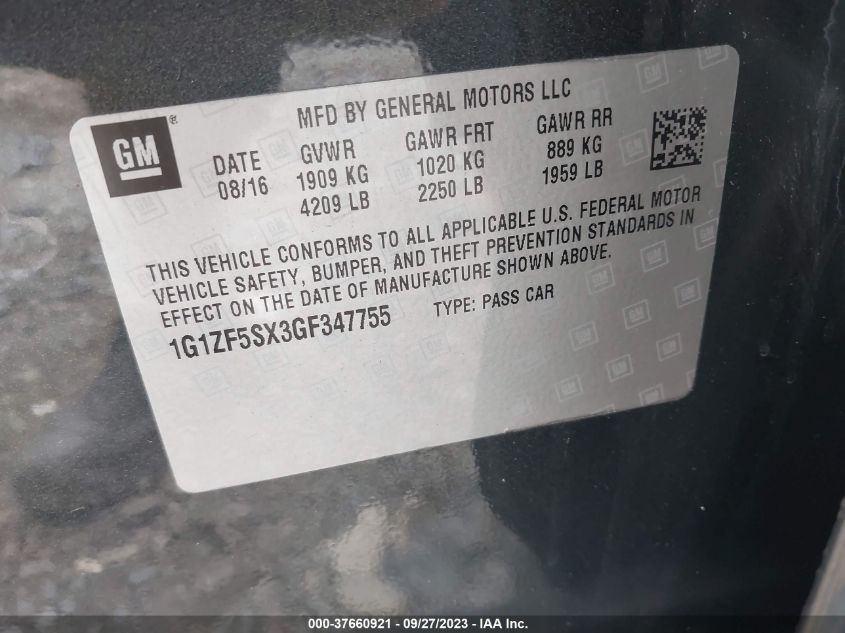 MFD BY GENERAL MOTORS LLC
GM®
DATE GVWR GAWR FRT GAWR RR
08/16 1909 KG 1020 KG 889 KG
4209 LB 2250 LB 1959 LB
THIS VEHICLE CONFORMS TO ALL APPLICABLE U.S. FEDERAL MOTOR
VEHICLE SAFETY, BUMPER, AND THEFT PREVENTION STANDARDS IN
EFFECT ON THE DATE OF MANUFACTURE SHOWN ABOVE.
1G1ZF5SX3GF347755 TYPE: PASS CAR
000-37660921 - 09/27/2023 - IAA Inc.